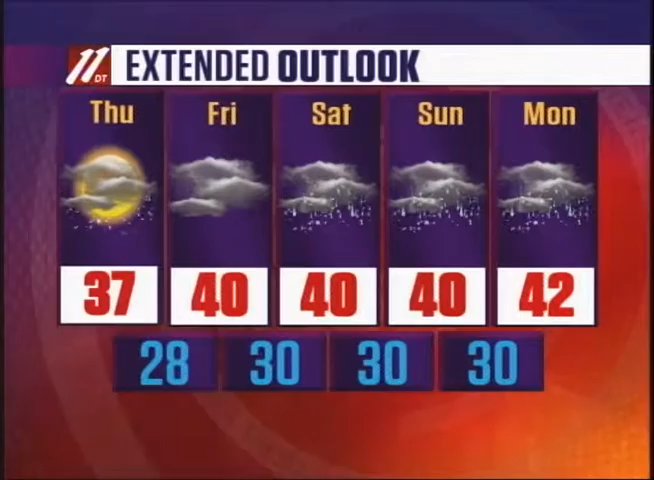 11 DT EXTENDED OUTLOOK
Thu Fri Sat Sun Mon
37 40 40 40 42
28 30 30 30